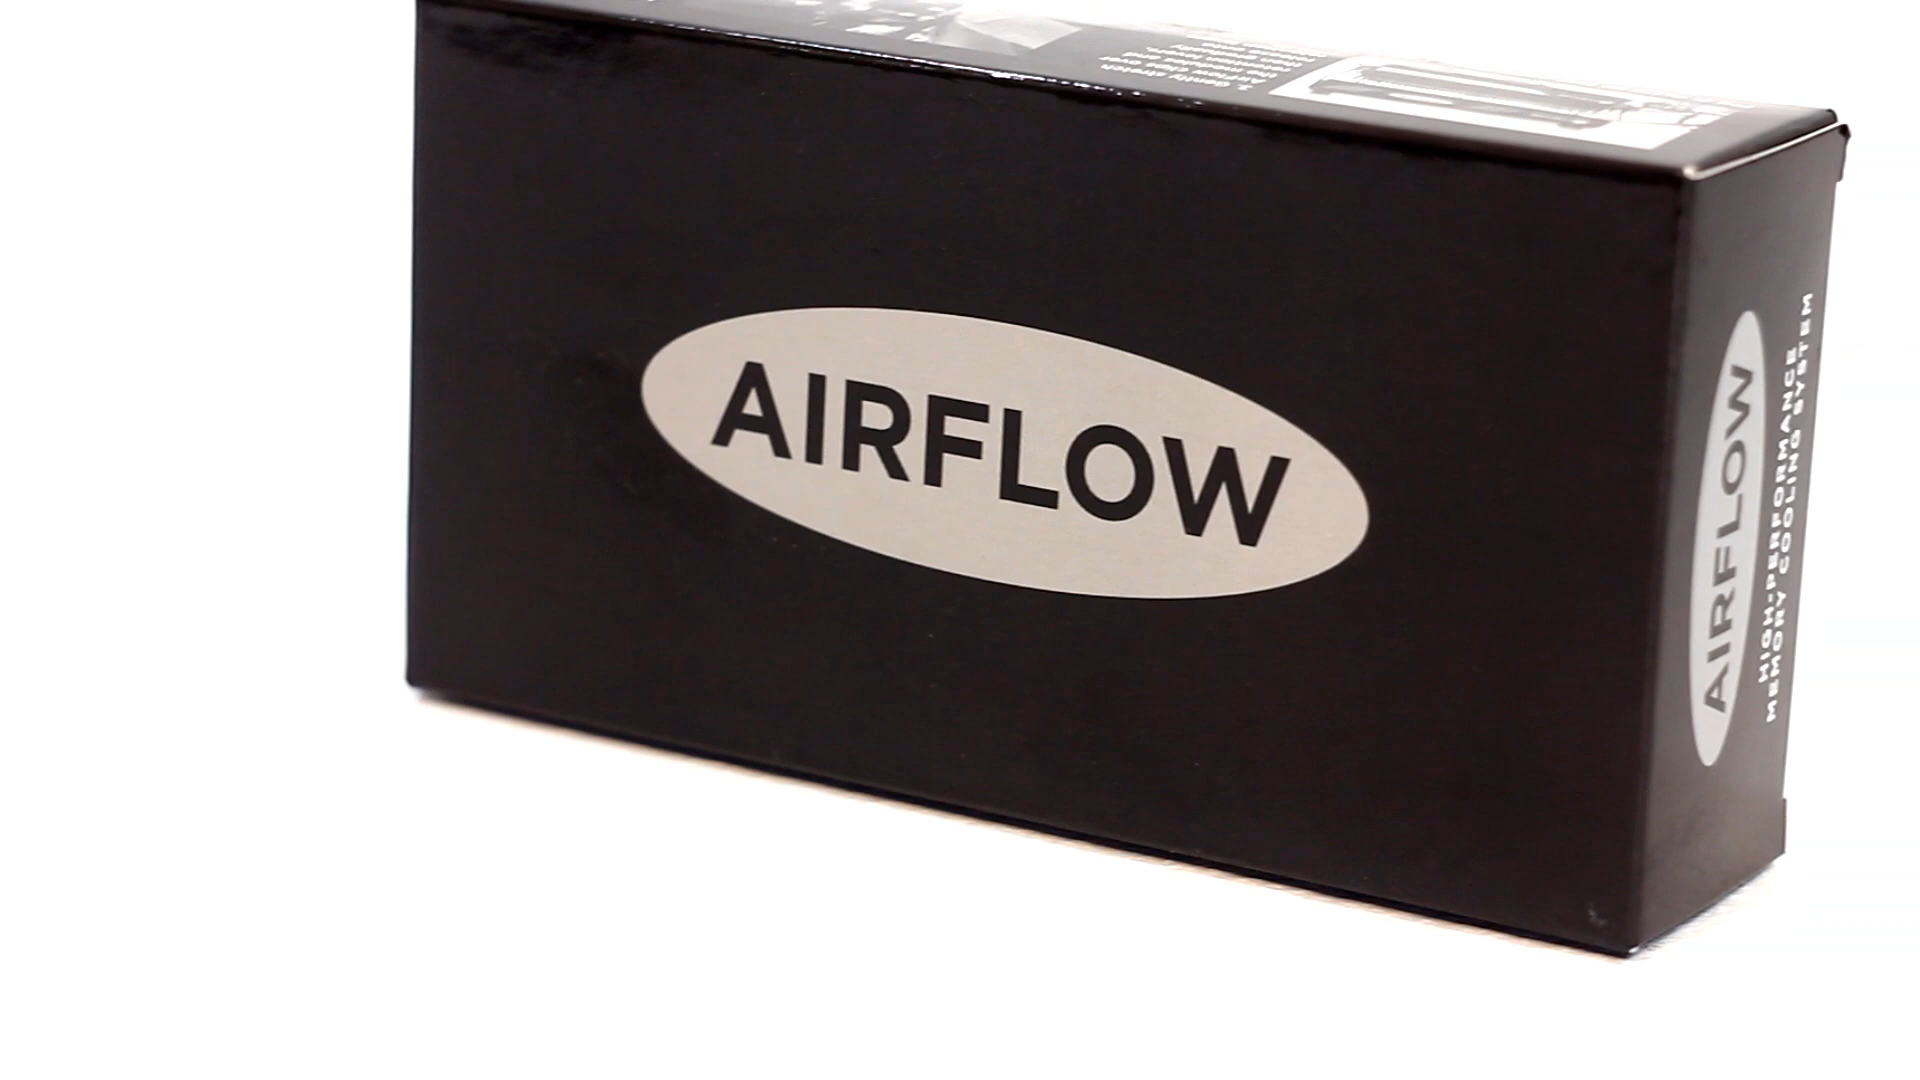 AIRFLOW
AIRFLOW
HIGH-PERFORMANCE
MEMORY COOLING SYSTEM